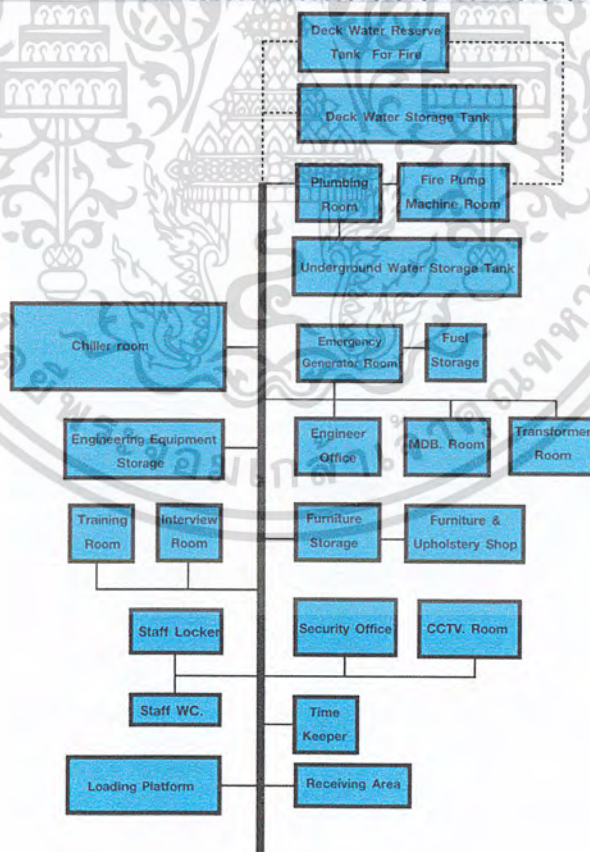 Deck Water Reserve
Tank For Fire
Deck Water Storage Tank
Plumbing
Room
Fire Pump
Machine Room
Underground Water Storage Tank
Chiller room
Emergency
Generator Room
Fuel
Storage
Engineering Equipment
Storage
Engineer
Office
MDB. Room
Transformer
Room
Training
Room
Interview
Room
Furniture
Storage
Furniture &
Upholstery Shop
Staff Locker
Security Office
CCTV. Room
Staff WC.
Time
Keeper
Loading Platform
Receiving Area